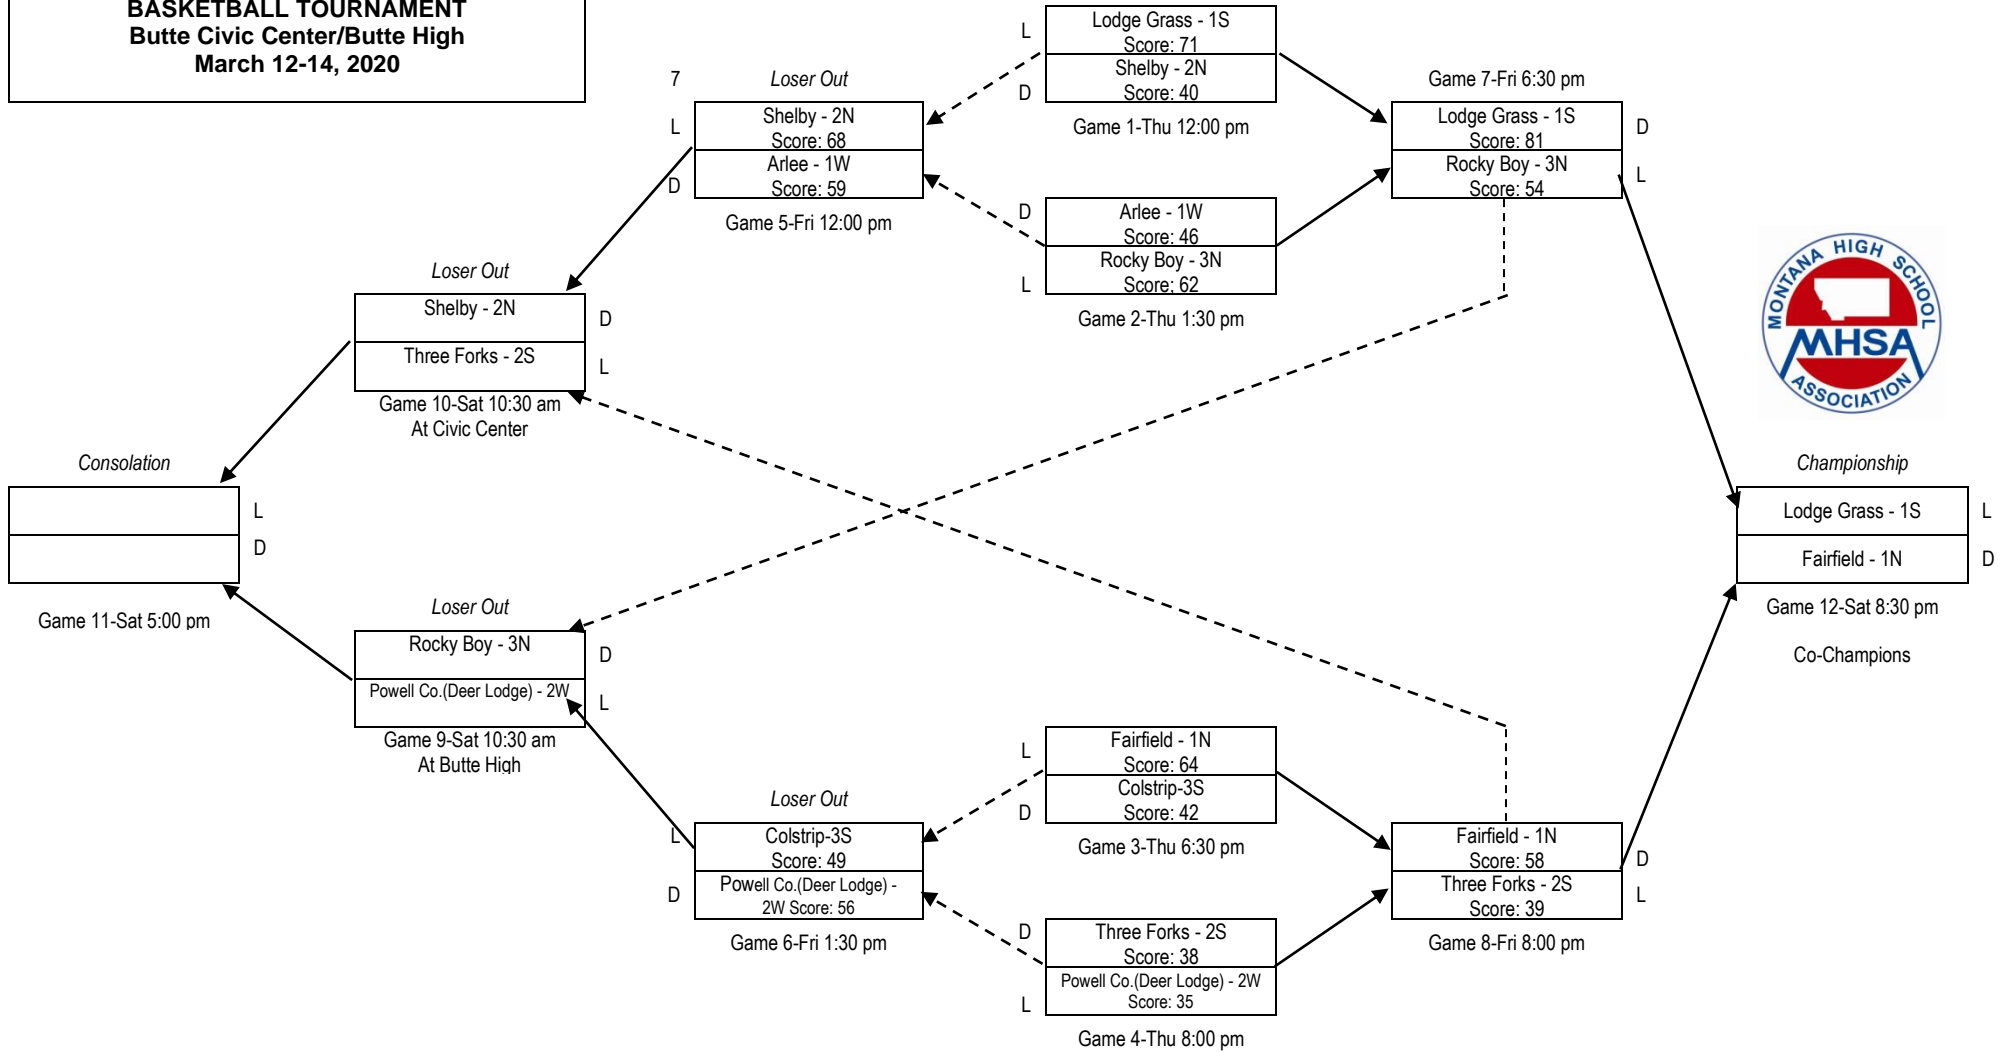 BASKETBALL TOURNAMENT
Butte Civic Center/Butte High
March 12-14, 2020
L
Lodge Grass - 1S
Score: 71
Shelby - 2N
Score: 40
D
Game 1-Thu 12:00 pm
7
Loser Out
L
Shelby - 2N
Score: 68
Arlee - 1W
Score: 59
D
Game 5-Fri 12:00 pm
Game 7-Fri 6:30 pm
Lodge Grass - 1S
Score: 81
D
Rocky Boy - 3N
Score: 54
L
D
Arlee - 1W
Score: 46
Rocky Boy - 3N
Score: 62
L
Game 2-Thu 1:30 pm
MONTANA HIGH SCHOOL
MHSA
ASSOCIATION
Loser Out
Shelby - 2N
D
Three Forks - 2S
L
Game 10-Sat 10:30 am
At Civic Center
Consolation
L
D
Game 11-Sat 5:00 pm
Championship
Lodge Grass - 1S
L
Fairfield - 1N
D
Game 12-Sat 8:30 pm
Co-Champions
Loser Out
Rocky Boy - 3N
D
Powell Co.(Deer Lodge) - 2W
L
Game 9-Sat 10:30 am
At Butte High
Loser Out
L
Colstrip-3S
Score: 49
D
Powell Co.(Deer Lodge) -
2W Score: 56
Game 6-Fri 1:30 pm
L
Fairfield - 1N
Score: 64
Colstrip-3S
Score: 42
D
Game 3-Thu 6:30 pm
Fairfield - 1N
Score: 58
D
Three Forks - 2S
Score: 39
L
Game 8-Fri 8:00 pm
D
Three Forks - 2S
Score: 38
Powell Co.(Deer Lodge) - 2W
Score: 35
L
Game 4-Thu 8:00 pm